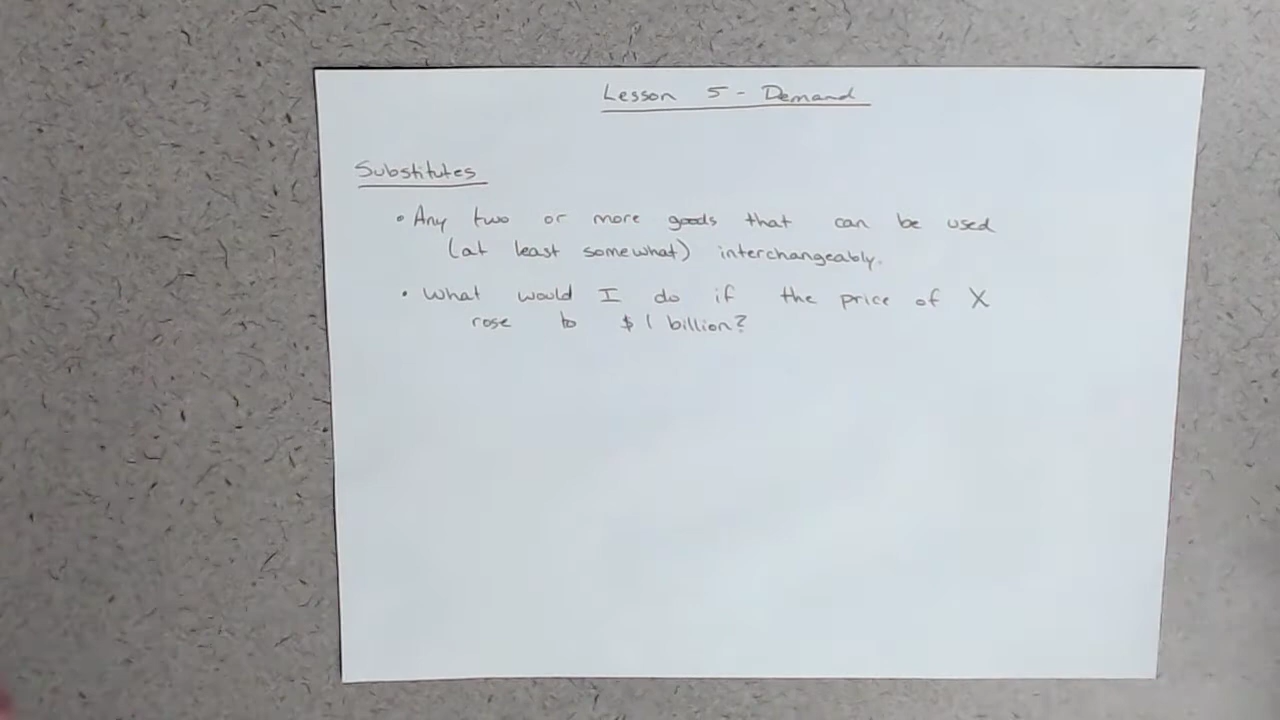 Lesson 5 - Demand
Substitutes
• Any two or more goods that can be used
(at least somewhat) interchangeably.
• What would I do if the price of X
rose to $1 billion?